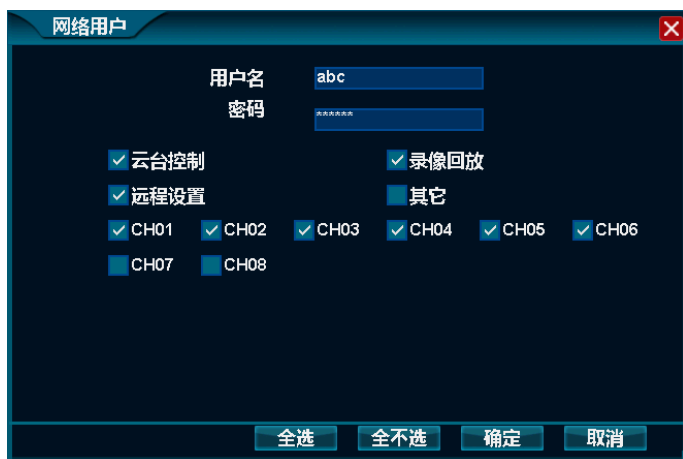 网络用户
用户名 abc
密码 ******
云台控制 录像回放
远程设置 其它
CH01 CH02 CH03 CH04 CH05 CH06
CH07 CH08
全选 全不选 确定 取消